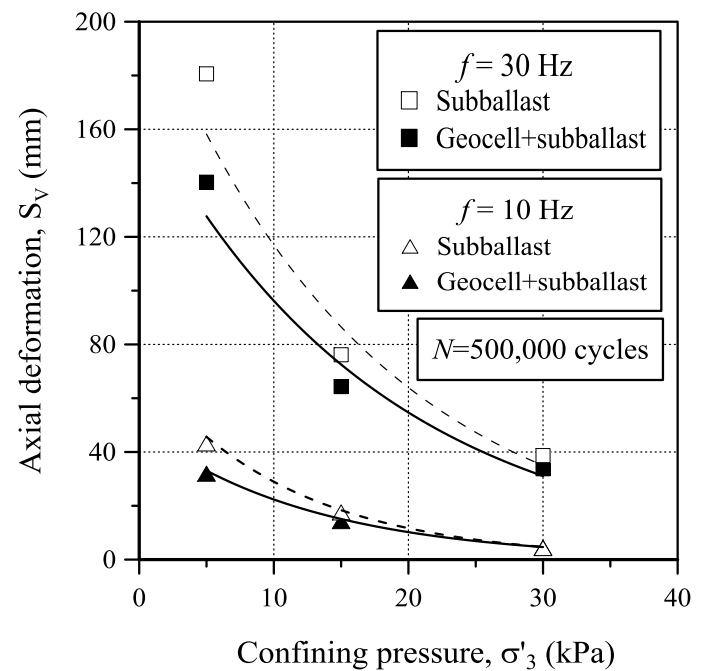 200
160
120
80
40
0
Axial deformation, S_V (mm)
f = 30 Hz
Subballast
Geocell+subballast
f = 10 Hz
Subballast
Geocell+subballast
N=500,000 cycles
0 10 20 30 40
Confining pressure, σ'_3 (kPa)